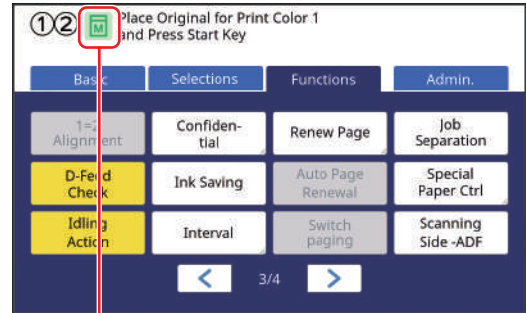 ①② M Place Original for Print Color 1
and Press Start Key
Basic Selections Functions Admin.
1=2
Alignment
Confiden-
tial
Renew Page
Job
Separation
D-Feed
Check
Ink Saving
Auto Page
Renewal
Special
Paper Ctrl
Idling
Action
Interval
Switch
paging
Scanning
Side -ADF
< 3/4 >